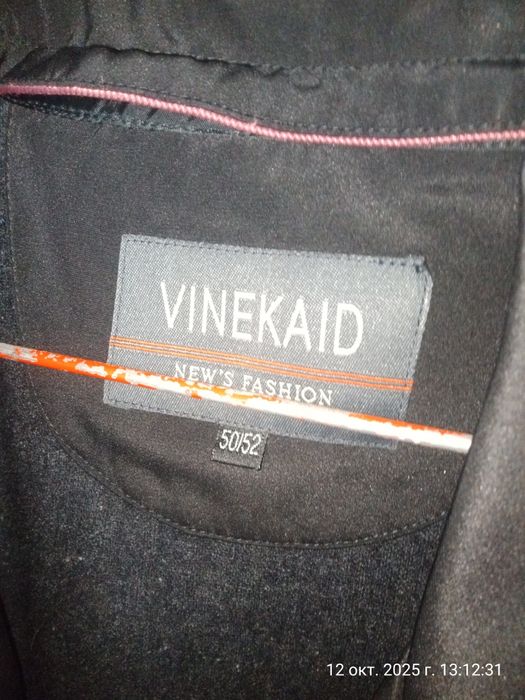 VINEKAID
NEW'S FASHION
50/52
12 окт. 2025 г. 13:12:31